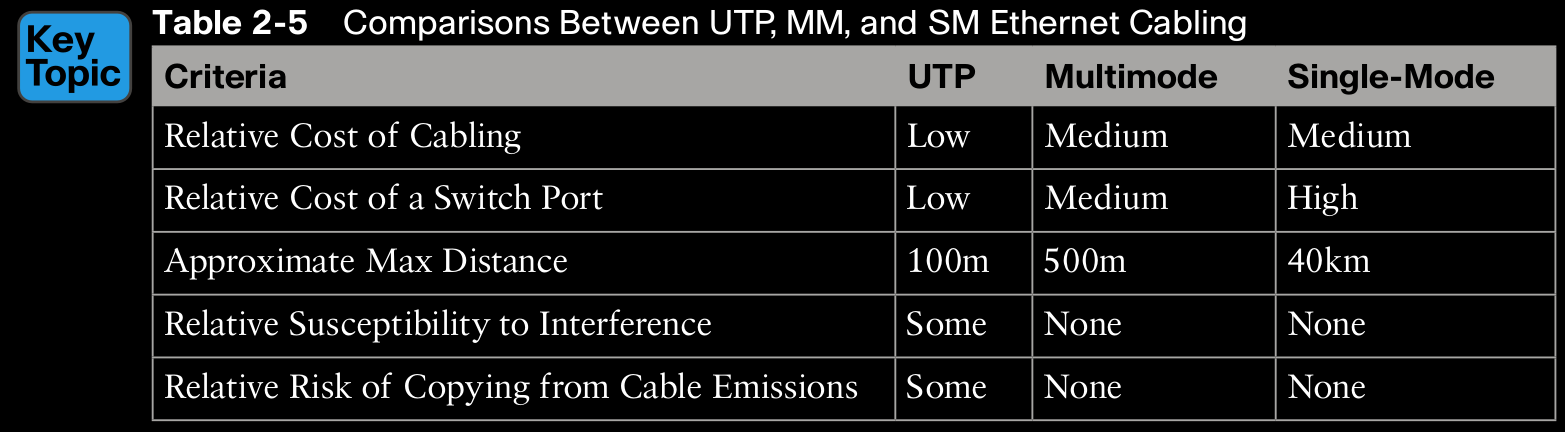 Key
Topic
Table 2-5 Comparisons Between UTP, MM, and SM Ethernet Cabling
Criteria UTP Multimode Single-Mode
Relative Cost of Cabling Low Medium Medium
Relative Cost of a Switch Port Low Medium High
Approximate Max Distance 100m 500m 40km
Relative Susceptibility to Interference Some None None
Relative Risk of Copying from Cable Emissions Some None None